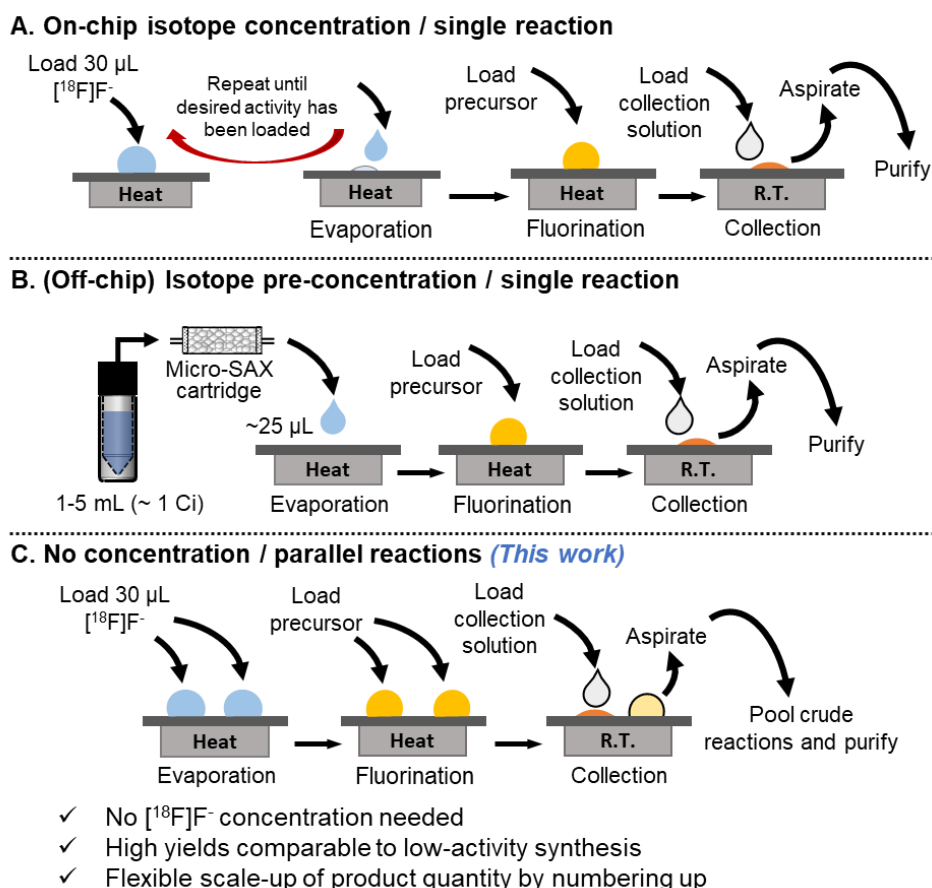 A. On-chip isotope concentration / single reaction
Load 30 µL
[¹⁸F]F⁻
Repeat until
desired activity has
been loaded
Load
precursor
Load
collection
solution
Aspirate
Purify
Heat
Heat
Heat
R.T.
Evaporation
Fluorination
Collection
B. (Off-chip) Isotope pre-concentration / single reaction
Micro-SAX
cartridge
~25 µL
Load
precursor
Load
collection
solution
Aspirate
Purify
Heat
Heat
R.T.
1-5 mL (~ 1 Ci)
Evaporation
Fluorination
Collection
C. No concentration / parallel reactions (This work)
Load 30 µL
[¹⁸F]F⁻
Load
precursor
Load
collection
solution
Aspirate
Pool crude
reactions and purify
Heat
Heat
R.T.
Evaporation
Fluorination
Collection
✓ No [¹⁸F]F⁻ concentration needed
✓ High yields comparable to low-activity synthesis
✓ Flexible scale-up of product quantity by numbering up